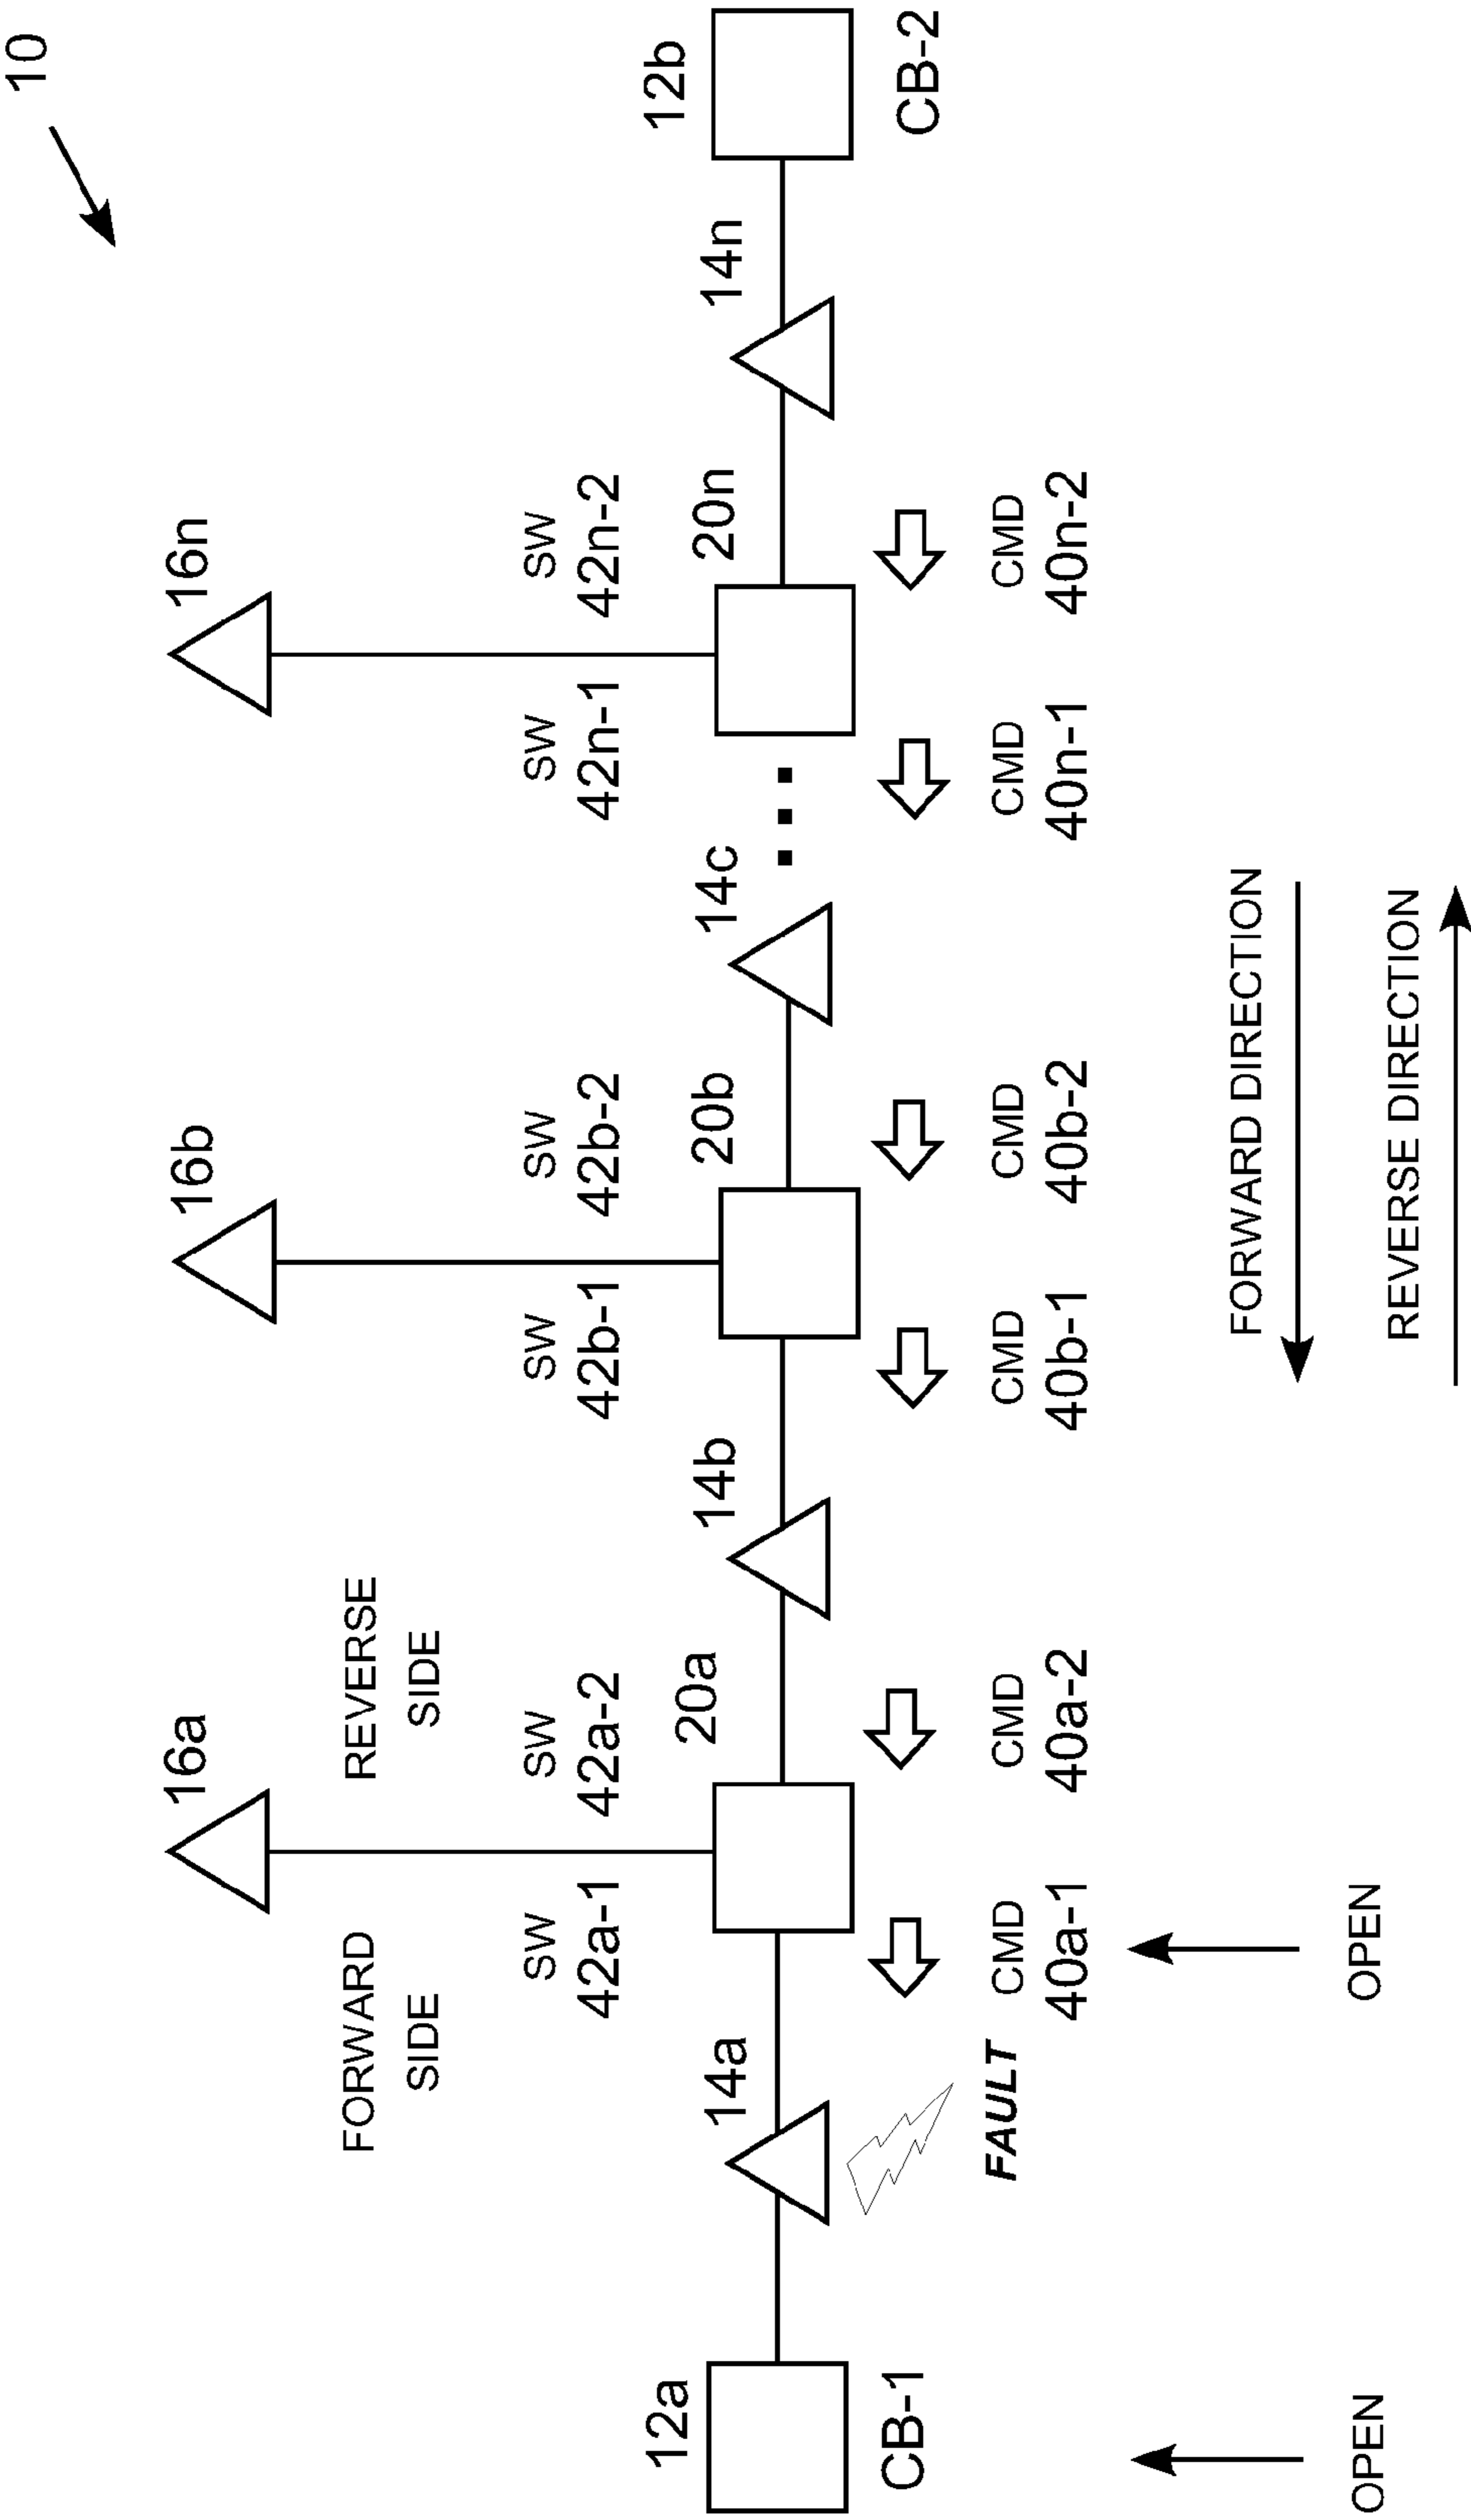 10
16a
16b
16n
FORWARD
SIDE
REVERSE
SIDE
SW
42a-1
SW
42a-2
SW
42b-1
SW
42b-2
SW
42n-1
SW
42n-2
12a
14a
20a
14b
20b
14c
20n
14n
12b
CB-1
CB-2
FAULT
CMD
40a-1
CMD
40a-2
CMD
40b-1
CMD
40b-2
CMD
40n-1
CMD
40n-2
FORWARD DIRECTION
REVERSE DIRECTION
OPEN
OPEN